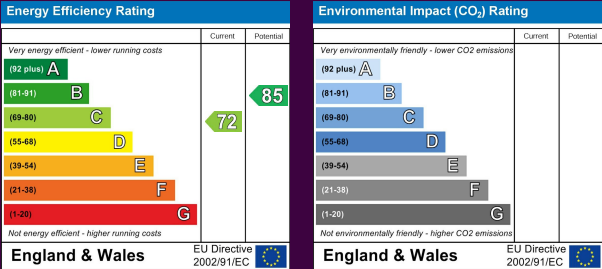 Energy Efficiency Rating
Current Potential
Very energy efficient - lower running costs
(92 plus) A
(81-91) B
85
(69-80) C
72
(55-68) D
(39-54) E
(21-38) F
(1-20) G
Not energy efficient - higher running costs
England & Wales
EU Directive
2002/91/EC
Environmental Impact (CO₂) Rating
Current Potential
Very environmentally friendly - lower CO2 emissions
(92 plus) A
(81-91) B
(69-80) C
(55-68) D
(39-54) E
(21-38) F
(1-20) G
Not environmentally friendly - higher CO2 emissions
England & Wales
EU Directive
2002/91/EC